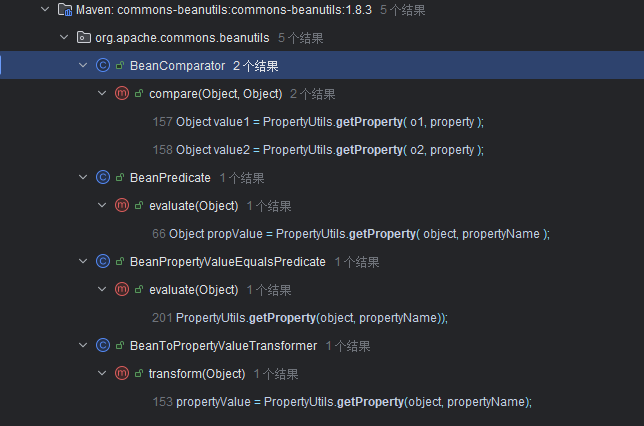 Maven: commons-beanutils:commons-beanutils:1.8.3 5个结果
org.apache.commons.beanutils 5个结果
BeanComparator 2个结果
compare(Object, Object) 2个结果
157 Object value1 = PropertyUtils.getProperty( o1, property );
158 Object value2 = PropertyUtils.getProperty( o2, property );
BeanPredicate 1个结果
evaluate(Object) 1个结果
66 Object propValue = PropertyUtils.getProperty( object, propertyName );
BeanPropertyValueEqualsPredicate 1个结果
evaluate(Object) 1个结果
201 PropertyUtils.getProperty(object, propertyName));
BeanToPropertyValueTransformer 1个结果
transform(Object) 1个结果
153 propertyValue = PropertyUtils.getProperty(object, propertyName);